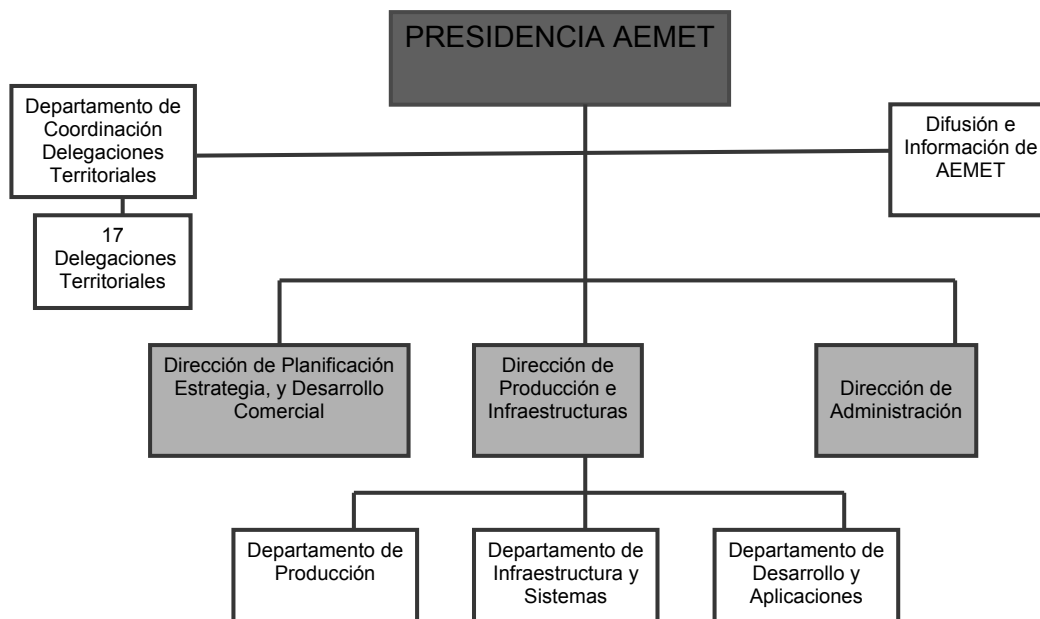 PRESIDENCIA AEMET
Departamento de
Coordinación
Delegaciones
Territoriales
Difusión e
Información de
AEMET
17
Delegaciones
Territoriales
Dirección de Planificación
Estrategia, y Desarrollo
Comercial
Dirección de
Producción e
Infraestructuras
Dirección de
Administración
Departamento de
Producción
Departamento de
Infraestructura y
Sistemas
Departamento de
Desarrollo y
Aplicaciones